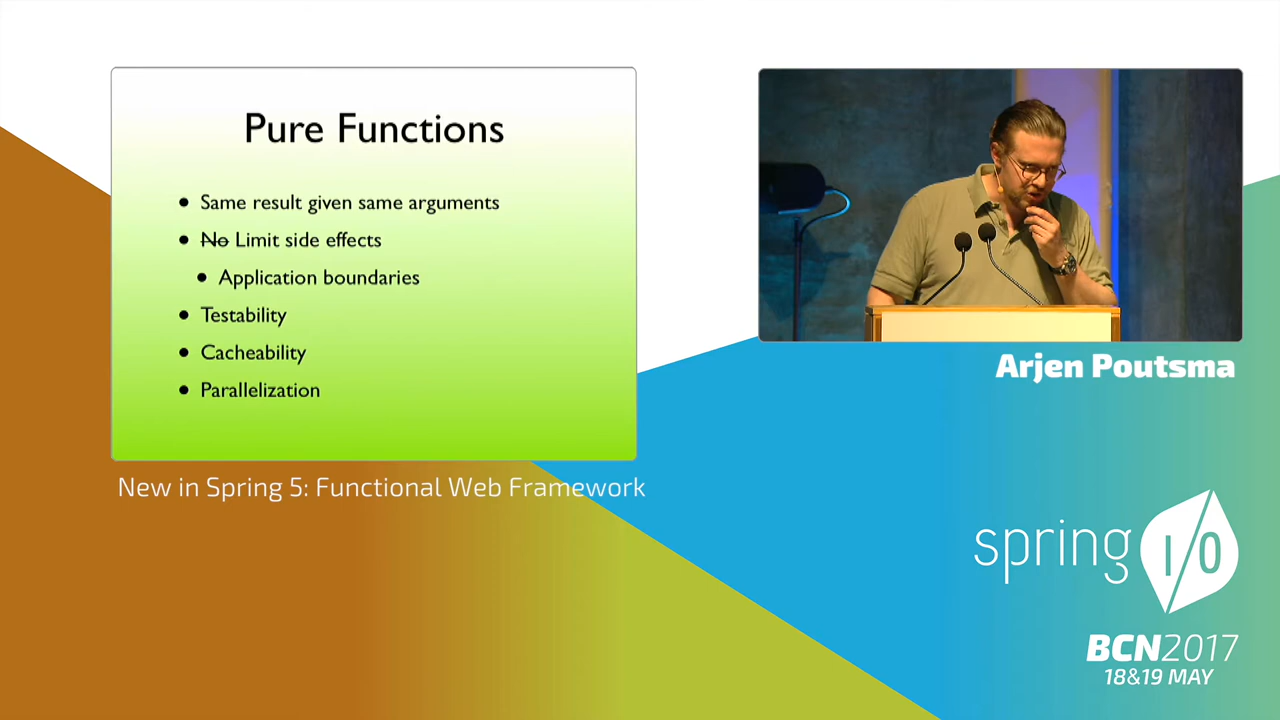 Pure Functions
• Same result given same arguments
• ~~No~~ Limit side effects
• Application boundaries
• Testability
• Cacheability
• Parallelization
Arjen Poutsma
New in Spring 5: Functional Web Framework
spring I/O
BCN2017
18&19 MAY